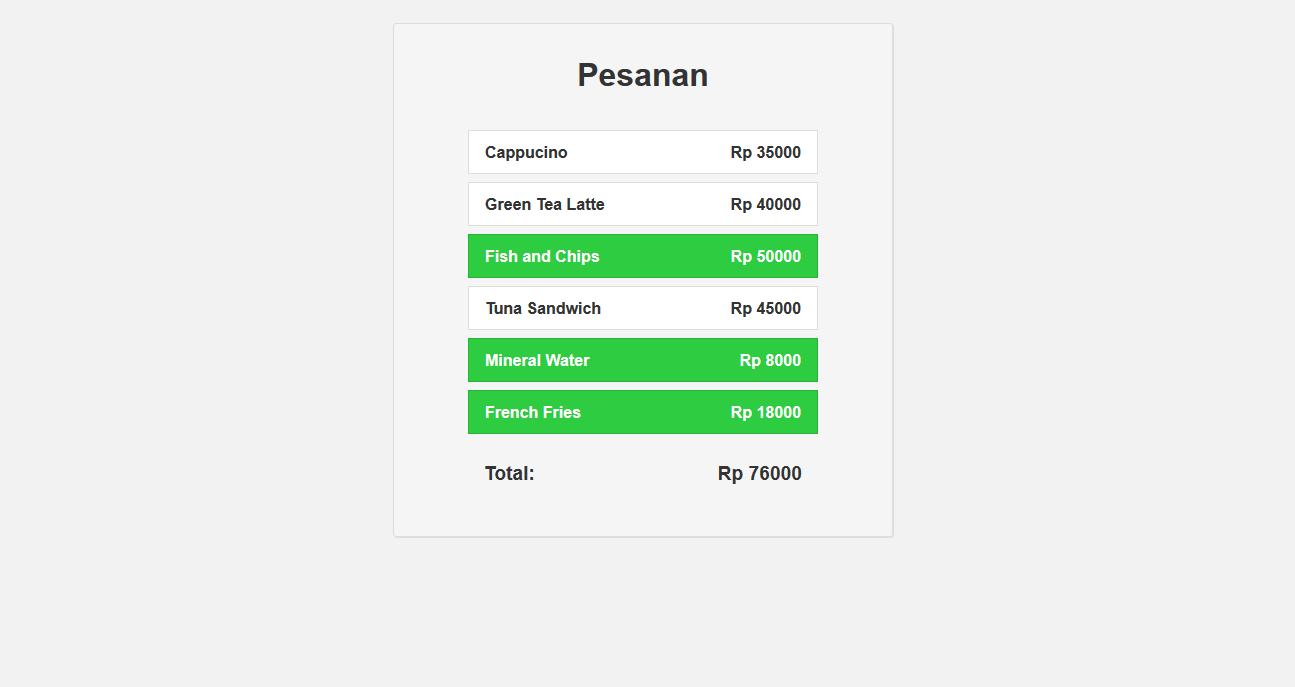 Pesanan
Cappucino Rp 35000
Green Tea Latte Rp 40000
Fish and Chips Rp 50000
Tuna Sandwich Rp 45000
Mineral Water Rp 8000
French Fries Rp 18000
Total: Rp 76000